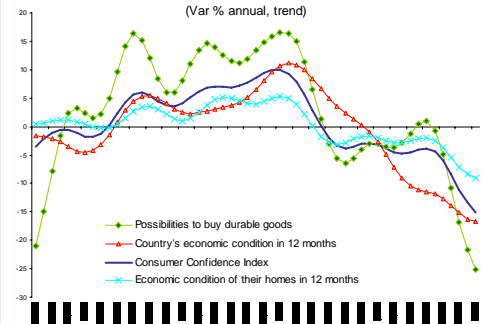 (Var % annual, trend)
20
15
10
5
0
-5
-10
-15
-20
-25
-30
Possibilities to buy durable goods
Country's economic condition in 12 months
Consumer Confidence Index
Economic condition of their homes in 12 months